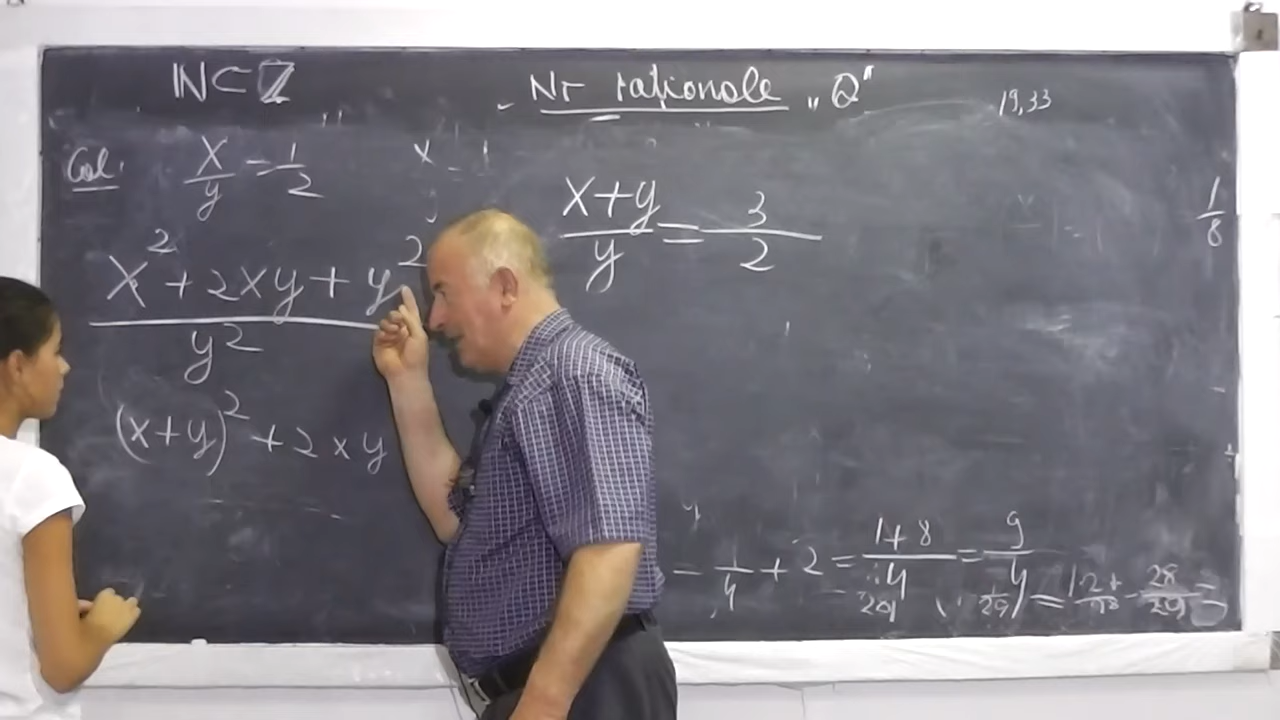 ℕ⊂ℤ
Nr raționale „Q"
19,33
Cal. x/y = 1/2
x
(x+y)/y = 3/2
1/8
(x² + 2xy + y²)/y²
(x+y)² + 2xy
= 1/4 + 2 = (1+8)/4 = 9/4